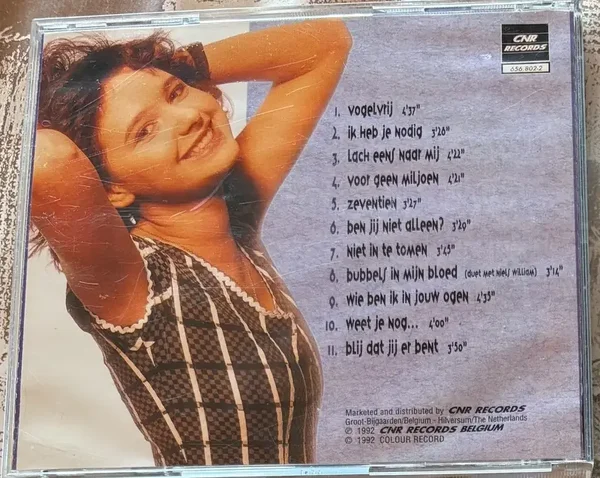 CNR
RECORDS
656.802-2
1. vogelvrij 4'37"
2. ik heb je nodig 3'28"
3. lach eens naar mij 4'22"
4. voor geen miljoen 4'21"
5. zeventien 3'27"
6. ben jij niet alleen? 3'29"
7. niet in te tomen 3'45"
8. bubbels in mijn bloed (duet met niels william) 3'14"
9. wie ben ik in jouw ogen 4'35"
10. weet je nog... 4'00"
11. blij dat jij er bent 3'50"
Marketed and distributed by CNR RECORDS
Groot-Bijgaarden/Belgium - Hilversum/The Netherlands
℗ 1992 CNR RECORDS BELGIUM
© 1992 COLOUR RECORD